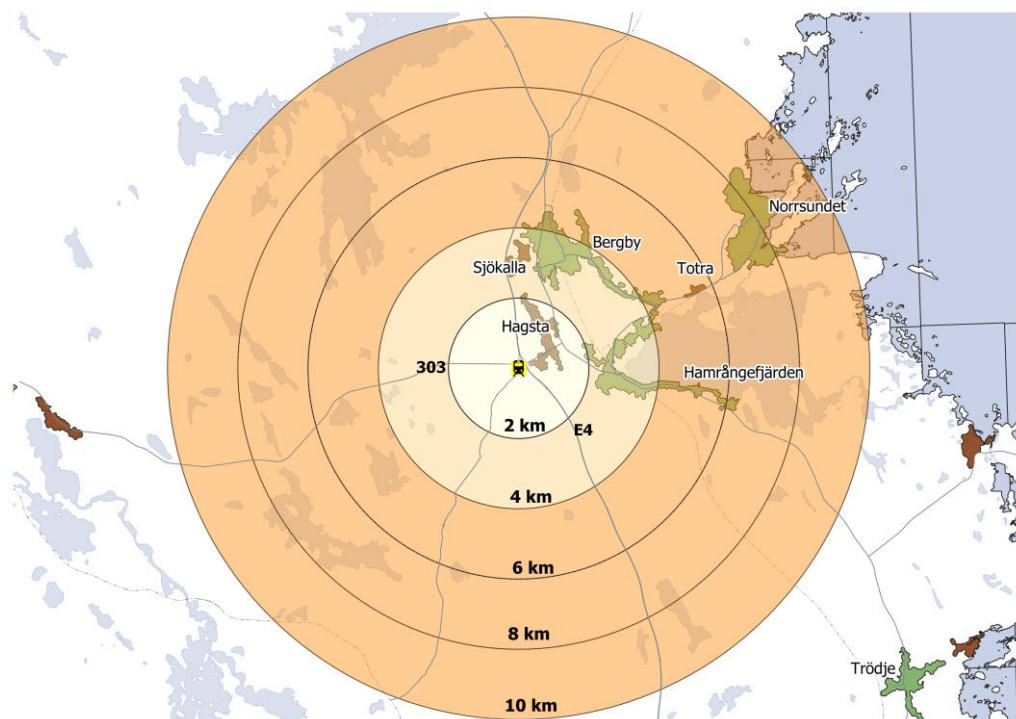 Norrsundet
Bergby
Sjökalla
Totra
Hagsta
303
Hamrångefjärden
2 km
E4
4 km
6 km
8 km
Trödje
10 km